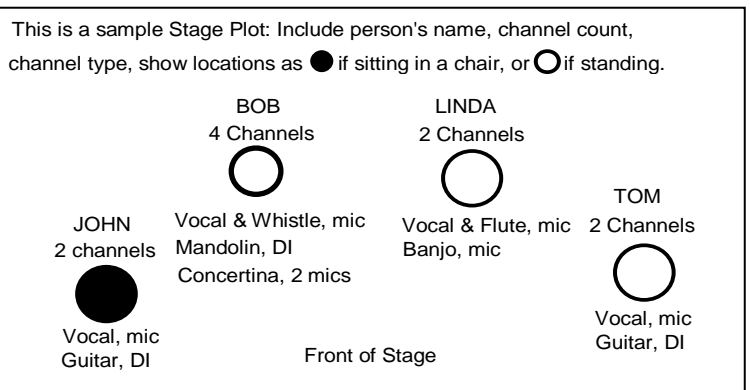 This is a sample Stage Plot: Include person's name, channel count,
channel type, show locations as if sitting in a chair, or if standing.
BOB
4 Channels
Vocal & Whistle, mic
Mandolin, DI
Concertina, 2 mics
LINDA
2 Channels
Vocal & Flute, mic
Banjo, mic
JOHN
2 channels
Vocal, mic
Guitar, DI
TOM
2 Channels
Vocal, mic
Guitar, DI
Front of Stage